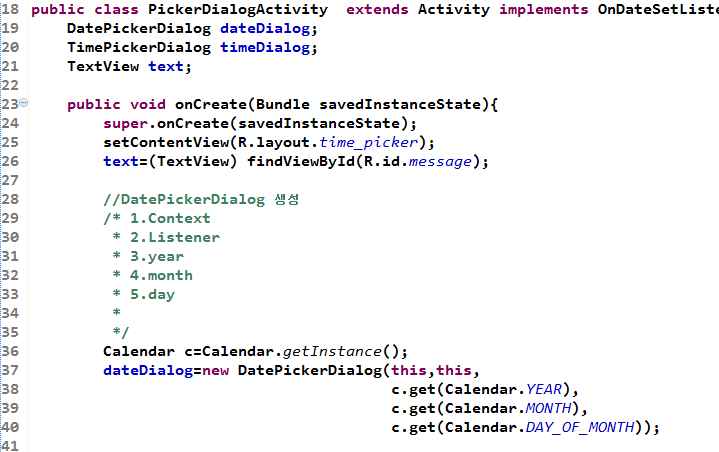 18 public class PickerDialogActivity  extends Activity implements OnDateSetListe
19     DatePickerDialog dateDialog;
20     TimePickerDialog timeDialog;
21     TextView text;
22
23     public void onCreate(Bundle savedInstanceState){
24         super.onCreate(savedInstanceState);
25         setContentView(R.layout.time_picker);
26         text=(TextView) findViewById(R.id.message);
27
28         //DatePickerDialog 생성
29         /* 1.Context
30          * 2.Listener
31          * 3.year
32          * 4.month
33          * 5.day
34          *
35          */
36         Calendar c=Calendar.getInstance();
37         dateDialog=new DatePickerDialog(this,this,
38                                         c.get(Calendar.YEAR),
39                                         c.get(Calendar.MONTH),
40                                         c.get(Calendar.DAY_OF_MONTH));
41